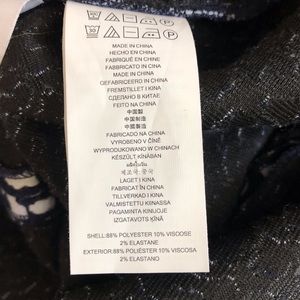 MADE IN CHINA
HECHO EN CHINA
FABRIQUÉ EN CHINE
FABBRICATO IN CINA
MADE IN CHINA
GEFABRICEERD IN CHINA
FREMSTILLET I KINA
СДЕЛАНО В КИТАЕ
FEITO NA CHINA
中国製
中国制造
FABRICADO NA CHINA
VYROBENO V ČÍNĚ
WYPRODUKOWANO W CHINACH
KÉSZÜLT KÍNÁBAN
제조국: 중국
LAGET I KINA
FABRICAT ÎN CHINA
TILLVERKAD I KINA
VALMISTETTU KIINASSA
PAGAMINTA KINIJOJE
IZGATAVOTS ĶĪNĀ
SHELL:88% POLYESTER 10% VISCOSE
2% ELASTANE
EXTERIOR:88% POLIÉSTER 10% VISCOSA
2% ELASTANO